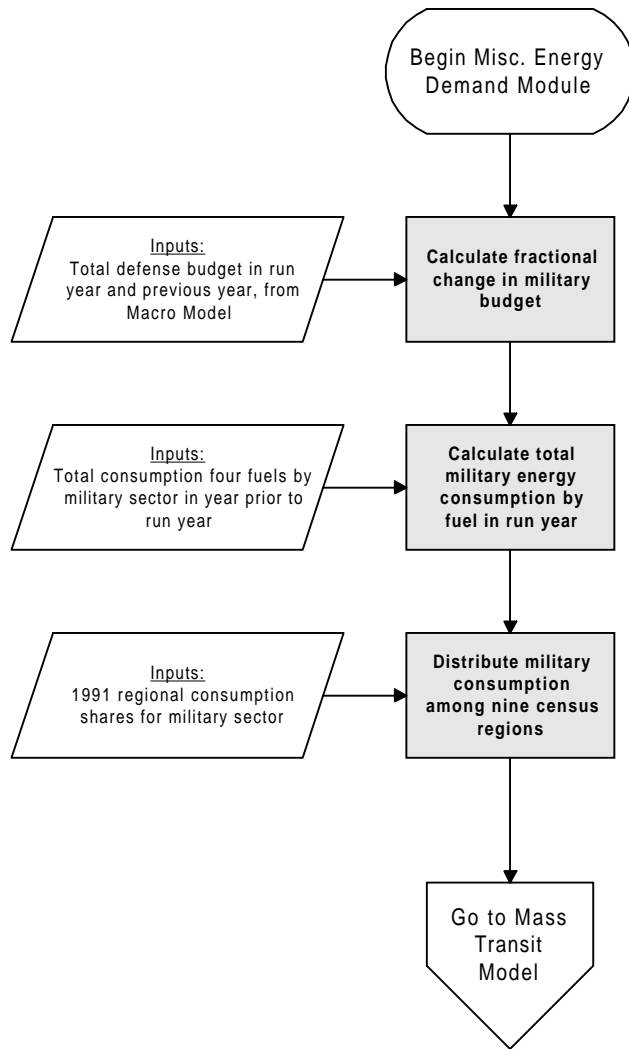 Begin Misc. Energy
Demand Module
Inputs:
Total defense budget in run
year and previous year, from
Macro Model
Calculate fractional
change in military
budget
Inputs:
Total consumption four fuels by
military sector in year prior to
run year
Calculate total
military energy
consumption by
fuel in run year
Inputs:
1991 regional consumption
shares for military sector
Distribute military
consumption
among nine census
regions
Go to Mass
Transit
Model